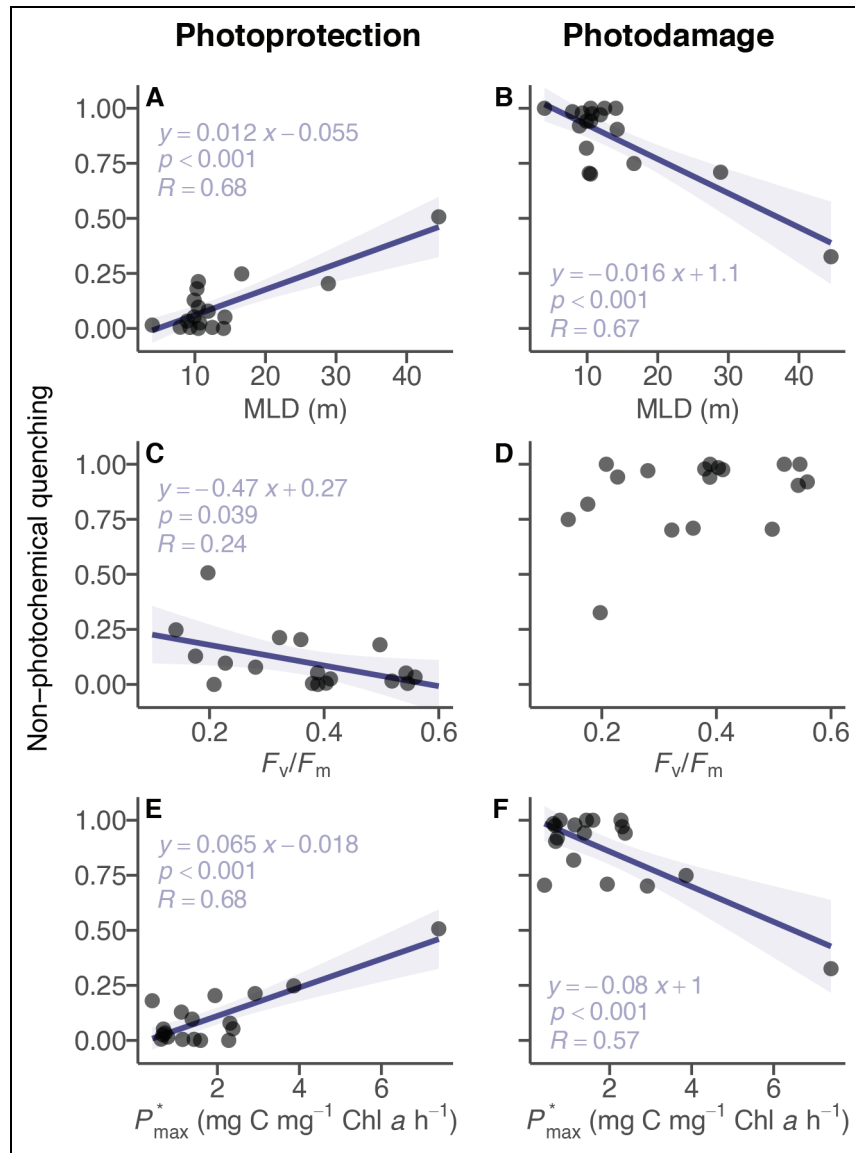 Photoprotection
Photodamage
Non−photochemical quenching
A
y = 0.012 x − 0.055
p < 0.001
R = 0.68
1.00
0.75
0.50
0.25
0.00
10 20 30 40
MLD (m)
B
y = −0.016 x + 1.1
p < 0.001
R = 0.67
10 20 30 40
MLD (m)
C
y = −0.47 x + 0.27
p = 0.039
R = 0.24
1.00
0.75
0.50
0.25
0.00
0.2 0.4 0.6
Fv/Fm
D
0.2 0.4 0.6
Fv/Fm
E
y = 0.065 x − 0.018
p < 0.001
R = 0.68
1.00
0.75
0.50
0.25
0.00
2 4 6
P*max (mg C mg⁻¹ Chl a h⁻¹)
F
y = −0.08 x + 1
p < 0.001
R = 0.57
2 4 6
P*max (mg C mg⁻¹ Chl a h⁻¹)